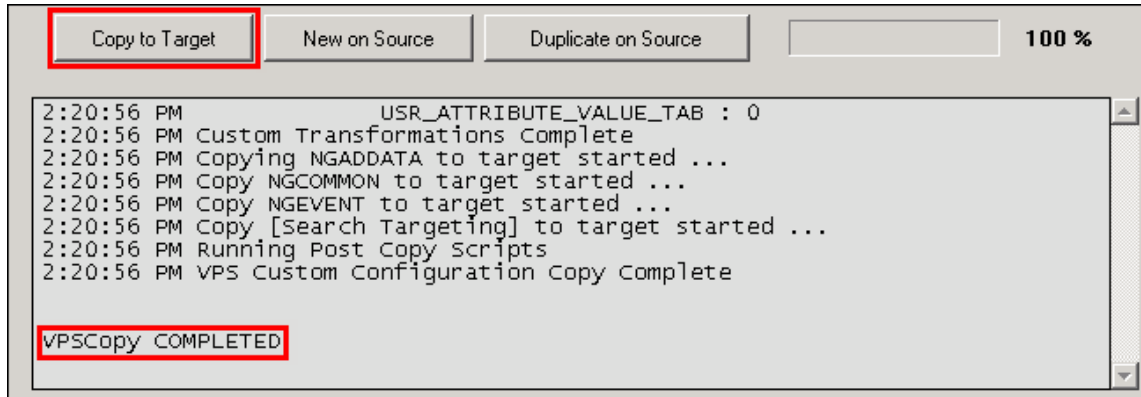 Copy to Target New on Source Duplicate on Source 100 %
2:20:56 PM USR_ATTRIBUTE_VALUE_TAB : 0
2:20:56 PM Custom Transformations Complete
2:20:56 PM Copying NGADDATA to target started ...
2:20:56 PM Copy NGCOMMON to target started ...
2:20:56 PM Copy NGEVENT to target started ...
2:20:56 PM Copy [Search Targeting] to target started ...
2:20:56 PM Running Post Copy Scripts
2:20:56 PM VPS Custom Configuration Copy Complete
VPSCopy COMPLETED